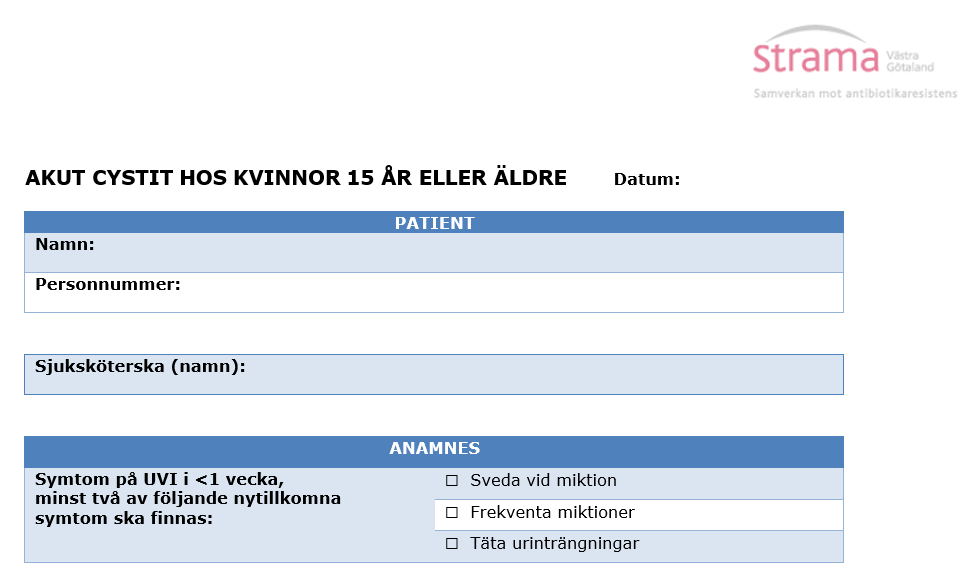 Strama Västra
Götaland
Samverkan mot antibiotikaresistens
AKUT CYSTIT HOS KVINNOR 15 ÅR ELLER ÄLDRE Datum:
PATIENT
Namn:
Personnummer:
Sjuksköterska (namn):
ANAMNES
Symtom på UVI i <1 vecka,
minst två av följande nytillkomna
symtom ska finnas:
☐ Sveda vid miktion
☐ Frekventa miktioner
☐ Täta urinträngningar